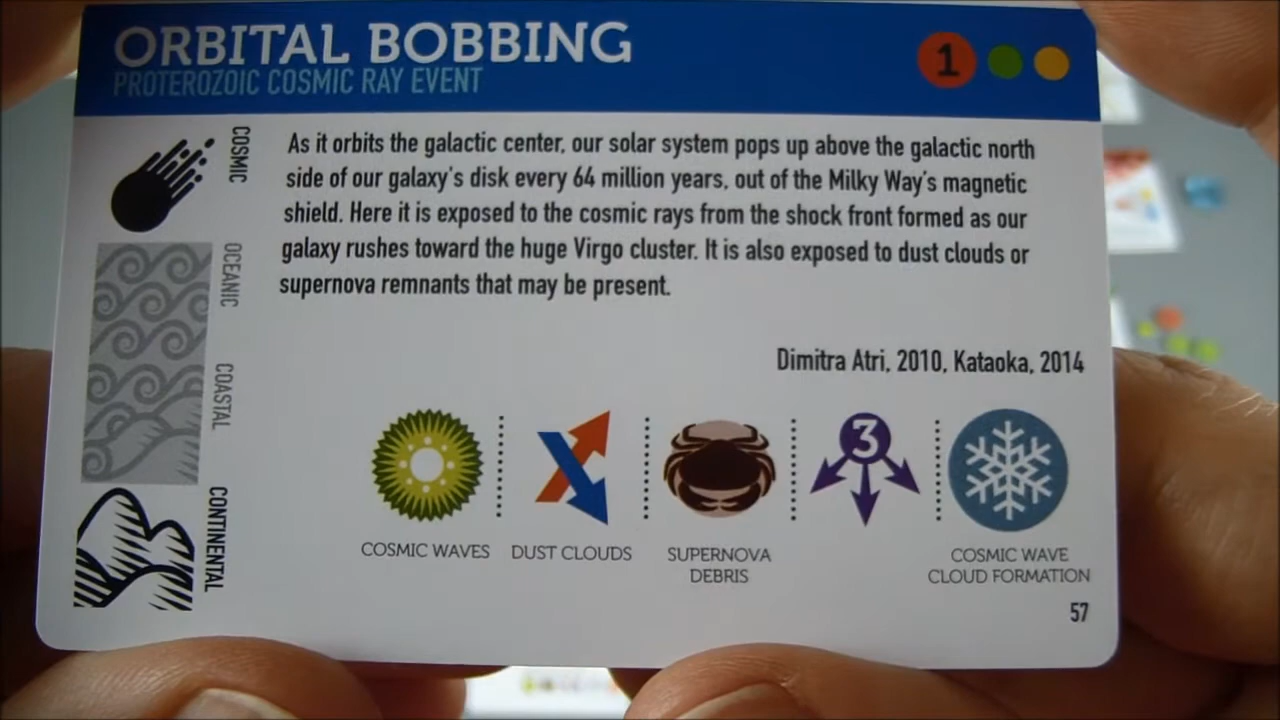 ORBITAL BOBBING
PROTEROZOIC COSMIC RAY EVENT
1
COSMIC
OCEANIC
COASTAL
CONTINENTAL
As it orbits the galactic center, our solar system pops up above the galactic north
side of our galaxy's disk every 64 million years, out of the Milky Way's magnetic
shield. Here it is exposed to the cosmic rays from the shock front formed as our
galaxy rushes toward the huge Virgo cluster. It is also exposed to dust clouds or
supernova remnants that may be present.
Dimitra Atri, 2010, Kataoka, 2014
3
COSMIC WAVES
DUST CLOUDS
SUPERNOVA
DEBRIS
COSMIC WAVE
CLOUD FORMATION
57